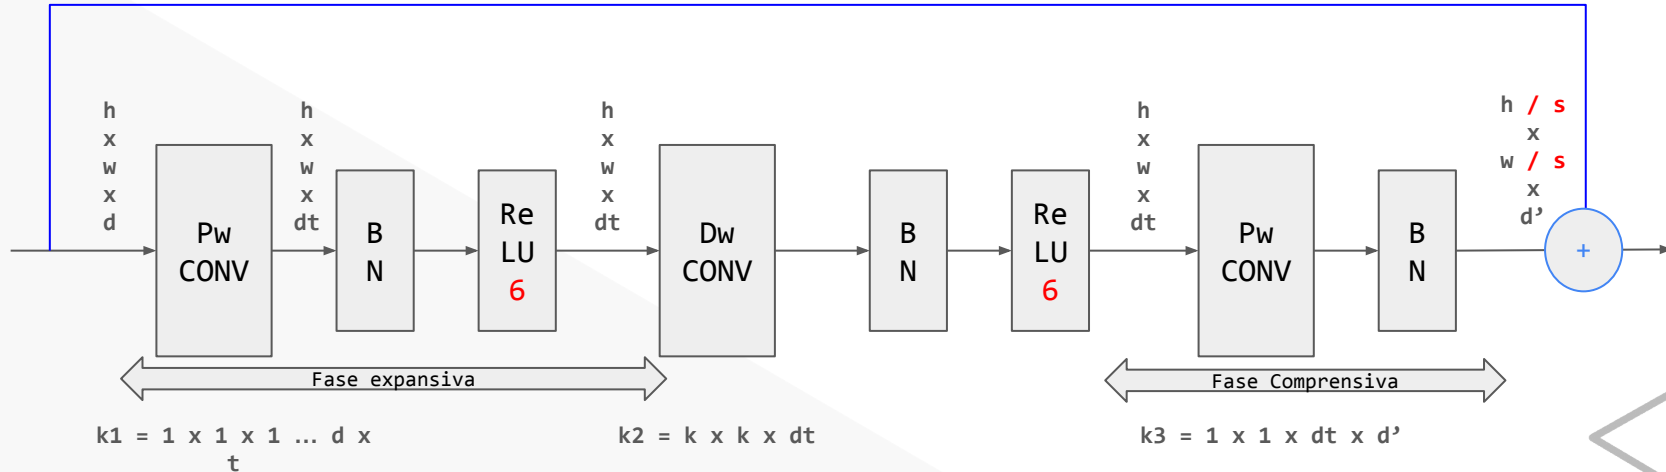 h
x
w
x
d
Pw
CONV
h
x
w
x
dt
B
N
Re
LU
6
h
x
w
x
dt
Dw
CONV
B
N
Re
LU
6
h
x
w
x
dt
Pw
CONV
B
N
h / s
x
w / s
x
d’
+
Fase expansiva
Fase Comprensiva
k1 = 1 x 1 x 1 … d x
t
k2 = k x k x dt
k3 = 1 x 1 x dt x d’